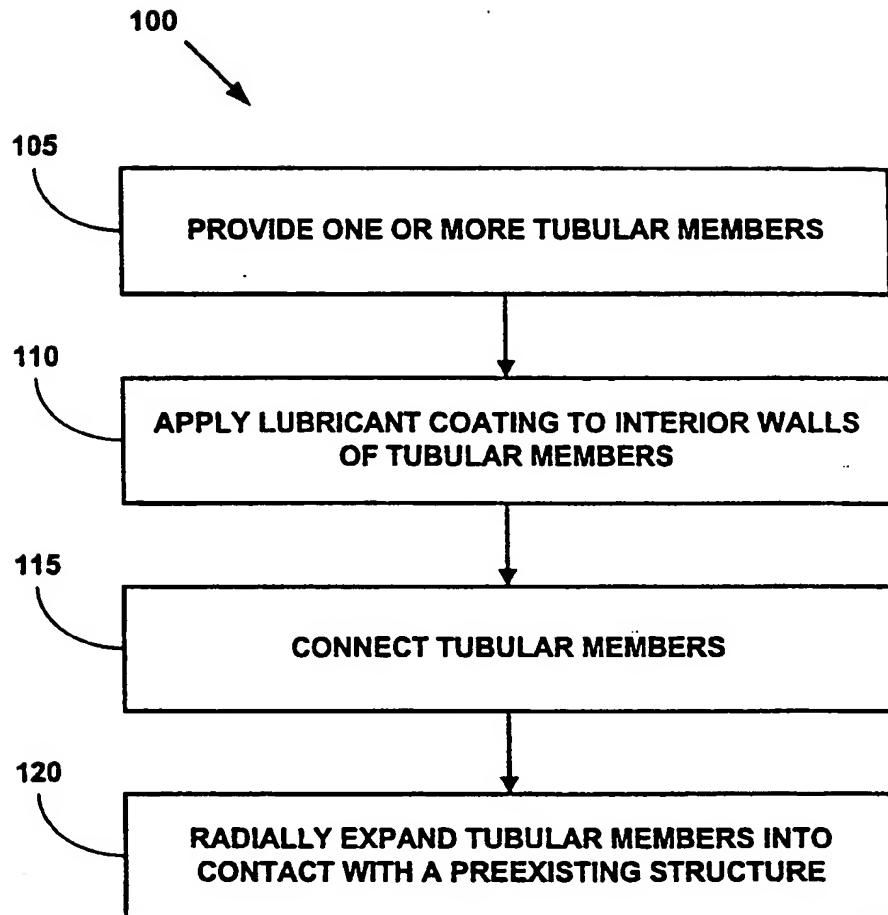 100
105
PROVIDE ONE OR MORE TUBULAR MEMBERS
110
APPLY LUBRICANT COATING TO INTERIOR WALLS
OF TUBULAR MEMBERS
115
CONNECT TUBULAR MEMBERS
120
RADIALLY EXPAND TUBULAR MEMBERS INTO
CONTACT WITH A PREEXISTING STRUCTURE